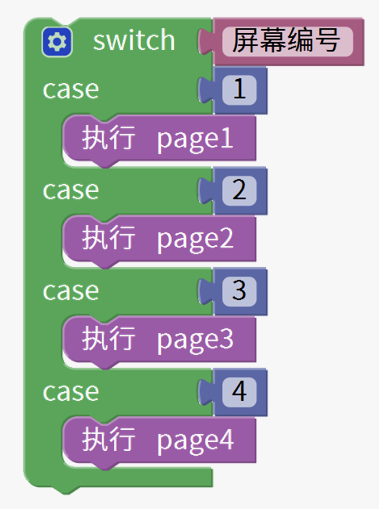 switch 屏幕编号
case 1
执行 page1
case 2
执行 page2
case 3
执行 page3
case 4
执行 page4